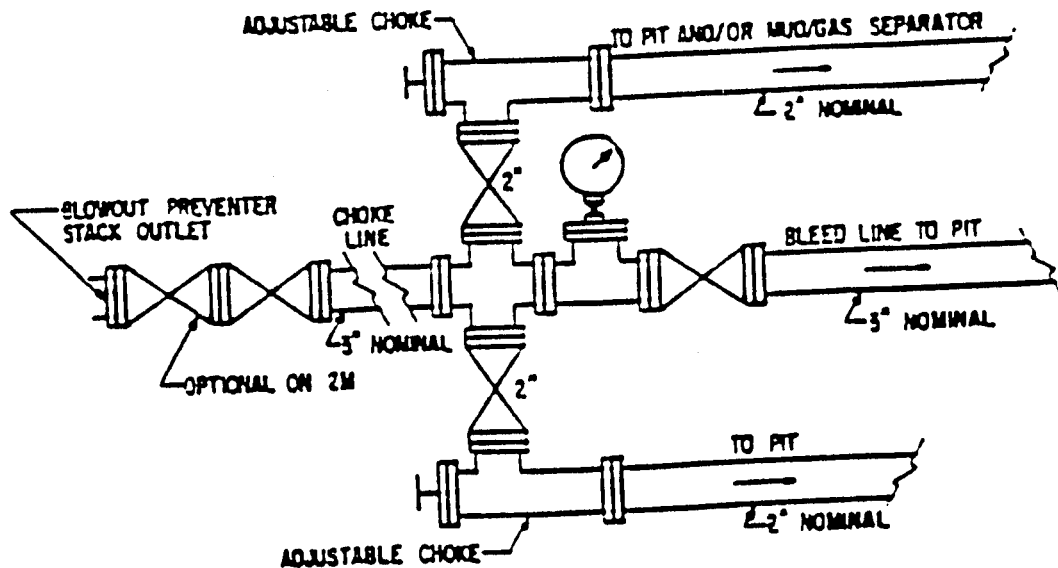 ADJUSTABLE CHOKE
TO PIT AND/OR MUD/GAS SEPARATOR
2" NOMINAL
2"
BLOWOUT PREVENTER
STACK OUTLET
CHOKE
LINE
BLEED LINE TO PIT
3" NOMINAL
3" NOMINAL
OPTIONAL ON 2M
2"
TO PIT
2" NOMINAL
ADJUSTABLE CHOKE